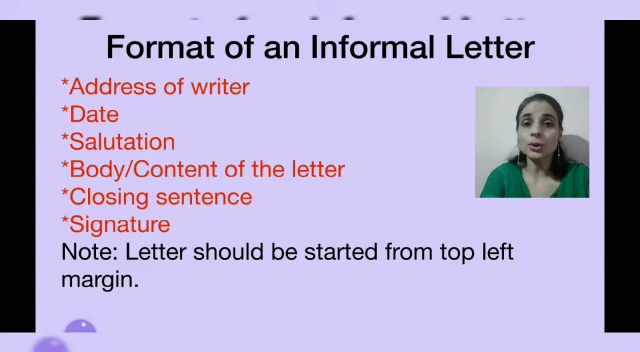 Format of an Informal Letter
*Address of writer
*Date
*Salutation
*Body/Content of the letter
*Closing sentence
*Signature
Note: Letter should be started from top left
margin.